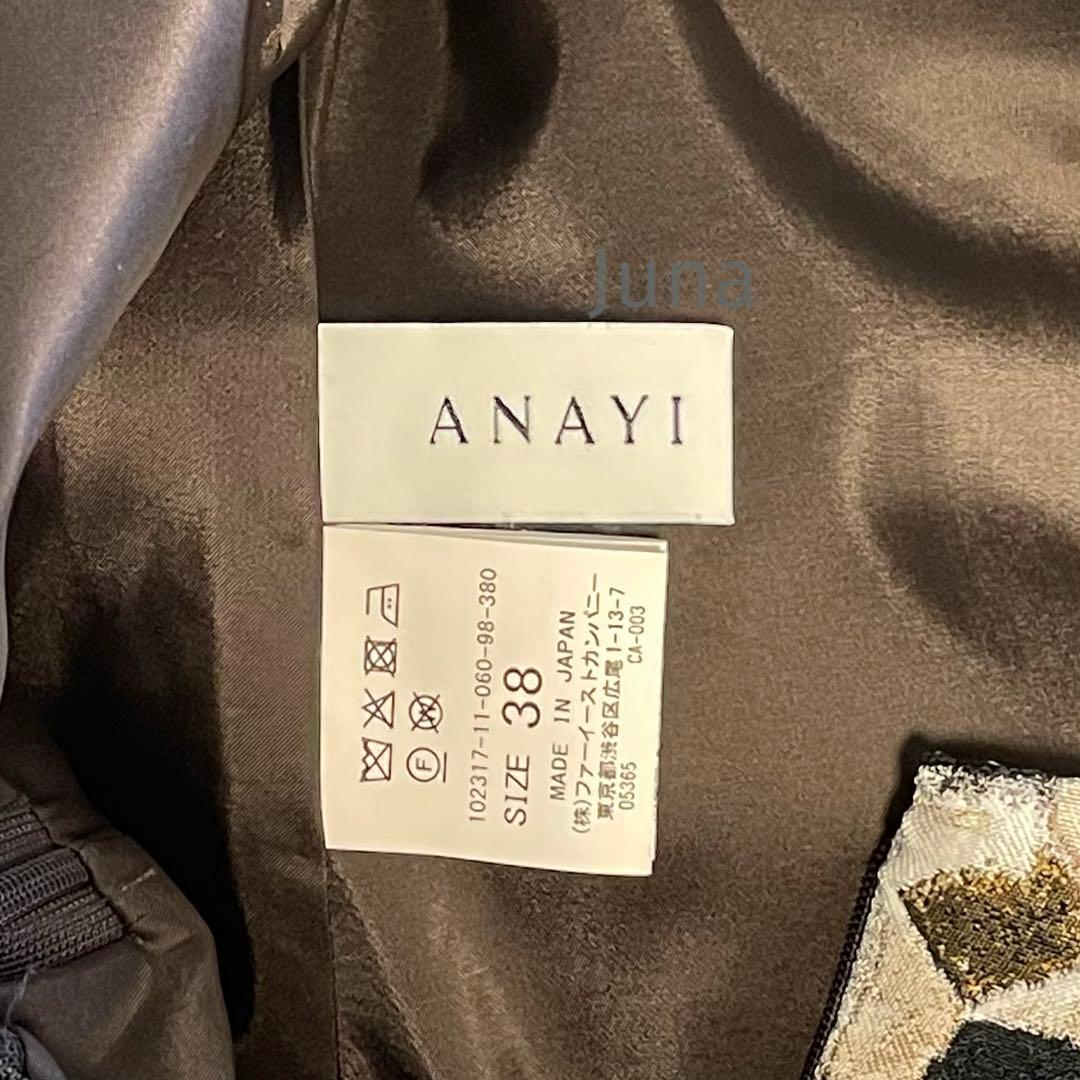 Juna
ANAYI
102317-11-060-98-380
SIZE 38
MADE IN JAPAN
(株)ファーイーストカンパニー
東京都渋谷区広尾1-13-7
05365 CA-003